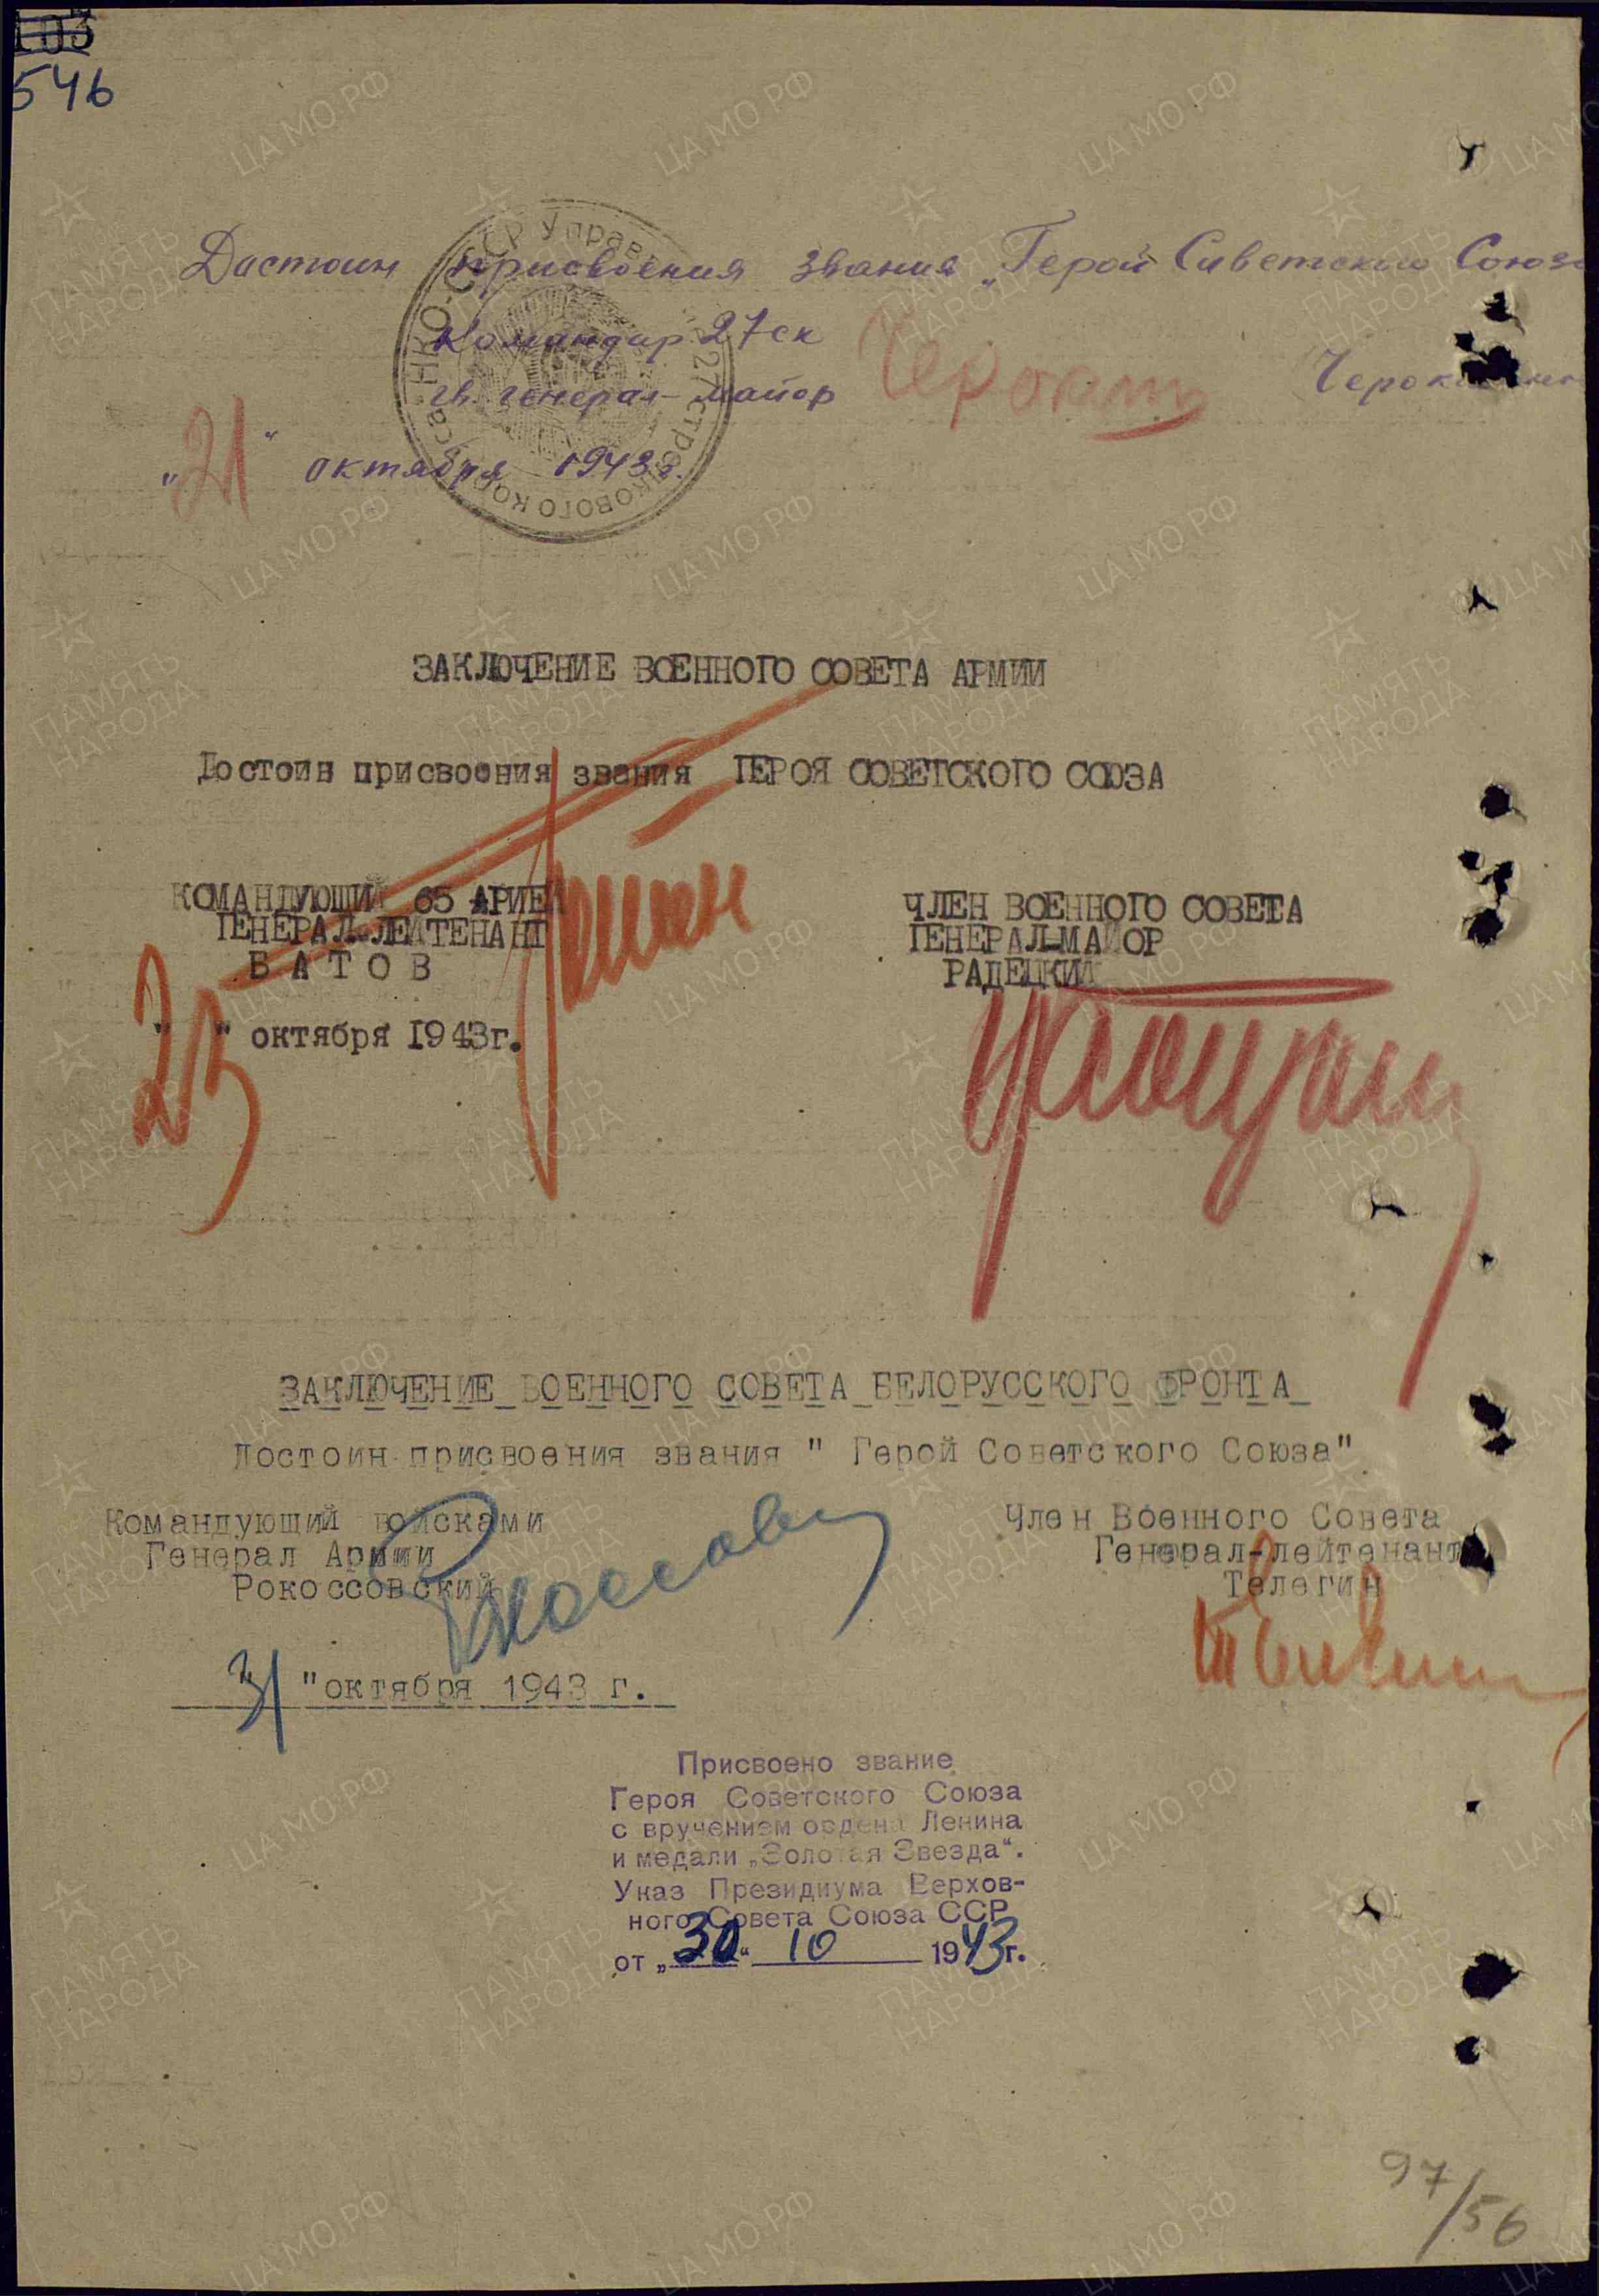 103
546
Достоин присвоения звания „Герой Советского Союза
Командир 27 ск
гв. генерал-майор
„21“ октября 1943 г.
ЗАКЛЮЧЕНИЕ ВОЕННОГО СОВЕТА АРМИИ
Достоин присвоения звания ГЕРОЯ СОВЕТСКОГО СОЮЗА
КОМАНДУЮЩИЙ 65 АРИЕЙ
ГЕНЕРАЛ-ЛЕЙТЕНАНТ
БАТОВ
ЧЛЕН ВОЕННОГО СОВЕТА
ГЕНЕРАЛ-МАЙОР
РАДЕЦКИЙ
"23" октября 1943г.
ЗАКЛЮЧЕНИЕ ВОЕННОГО СОВЕТА БЕЛОРУССКОГО ФРОНТА
Достоин присвоения звания " Герой Советского Союза"
Командующий войсками
Генерал Армии
Рокоссовский
Член Военного Совета
Генерал-лейтенант
Телегин
31 "октября 1943 г.
Присвоено звание
Героя Советского Союза
с вручением ордена Ленина
и медали „Золотая Звезда“.
Указ Президиума Верхов-
ного Совета Союза ССР
от „30“ 10 1943г.
97/56